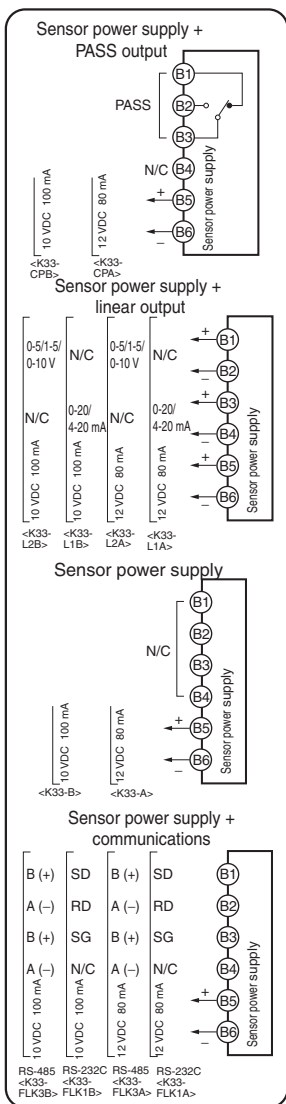 Sensor power supply +
PASS output
B1
PASS
B2
B3
N/C
B4
+
B5
−
B6
Sensor power supply
10 VDC 100 mA
12 VDC 80 mA
<K33-
CPB>
<K33-
CPA>
Sensor power supply +
linear output
0-5/1-5/
0-10 V
N/C
0-5/1-5/
0-10 V
N/C
+
B1
−
B2
N/C
0-20/
4-20 mA
N/C
0-20/
4-20 mA
+
B3
−
B4
10 VDC 100 mA
10 VDC 100 mA
12 VDC 80 mA
12 VDC 80 mA
+
B5
−
B6
Sensor power supply
<K33-
L2B>
<K33-
L1B>
<K33-
L2A>
<K33-
L1A>
Sensor power supply
B1
B2
N/C
B3
B4
+
B5
−
B6
Sensor power supply
10 VDC 100 mA
12 VDC 80 mA
<K33-B>
<K33-A>
Sensor power supply +
communications
B (+) SD B (+) SD B1
A (−) RD A (−) RD B2
B (+) SG B (+) SG B3
A (−) N/C A (−) N/C B4
10 VDC 100 mA
10 VDC 100 mA
12 VDC 80 mA
12 VDC 80 mA
+
B5
−
B6
Sensor power supply
RS-485
<K33-
FLK3B>
RS-232C
<K33-
FLK1B>
RS-485
<K33-
FLK3A>
RS-232C
<K33-
FLK1A>